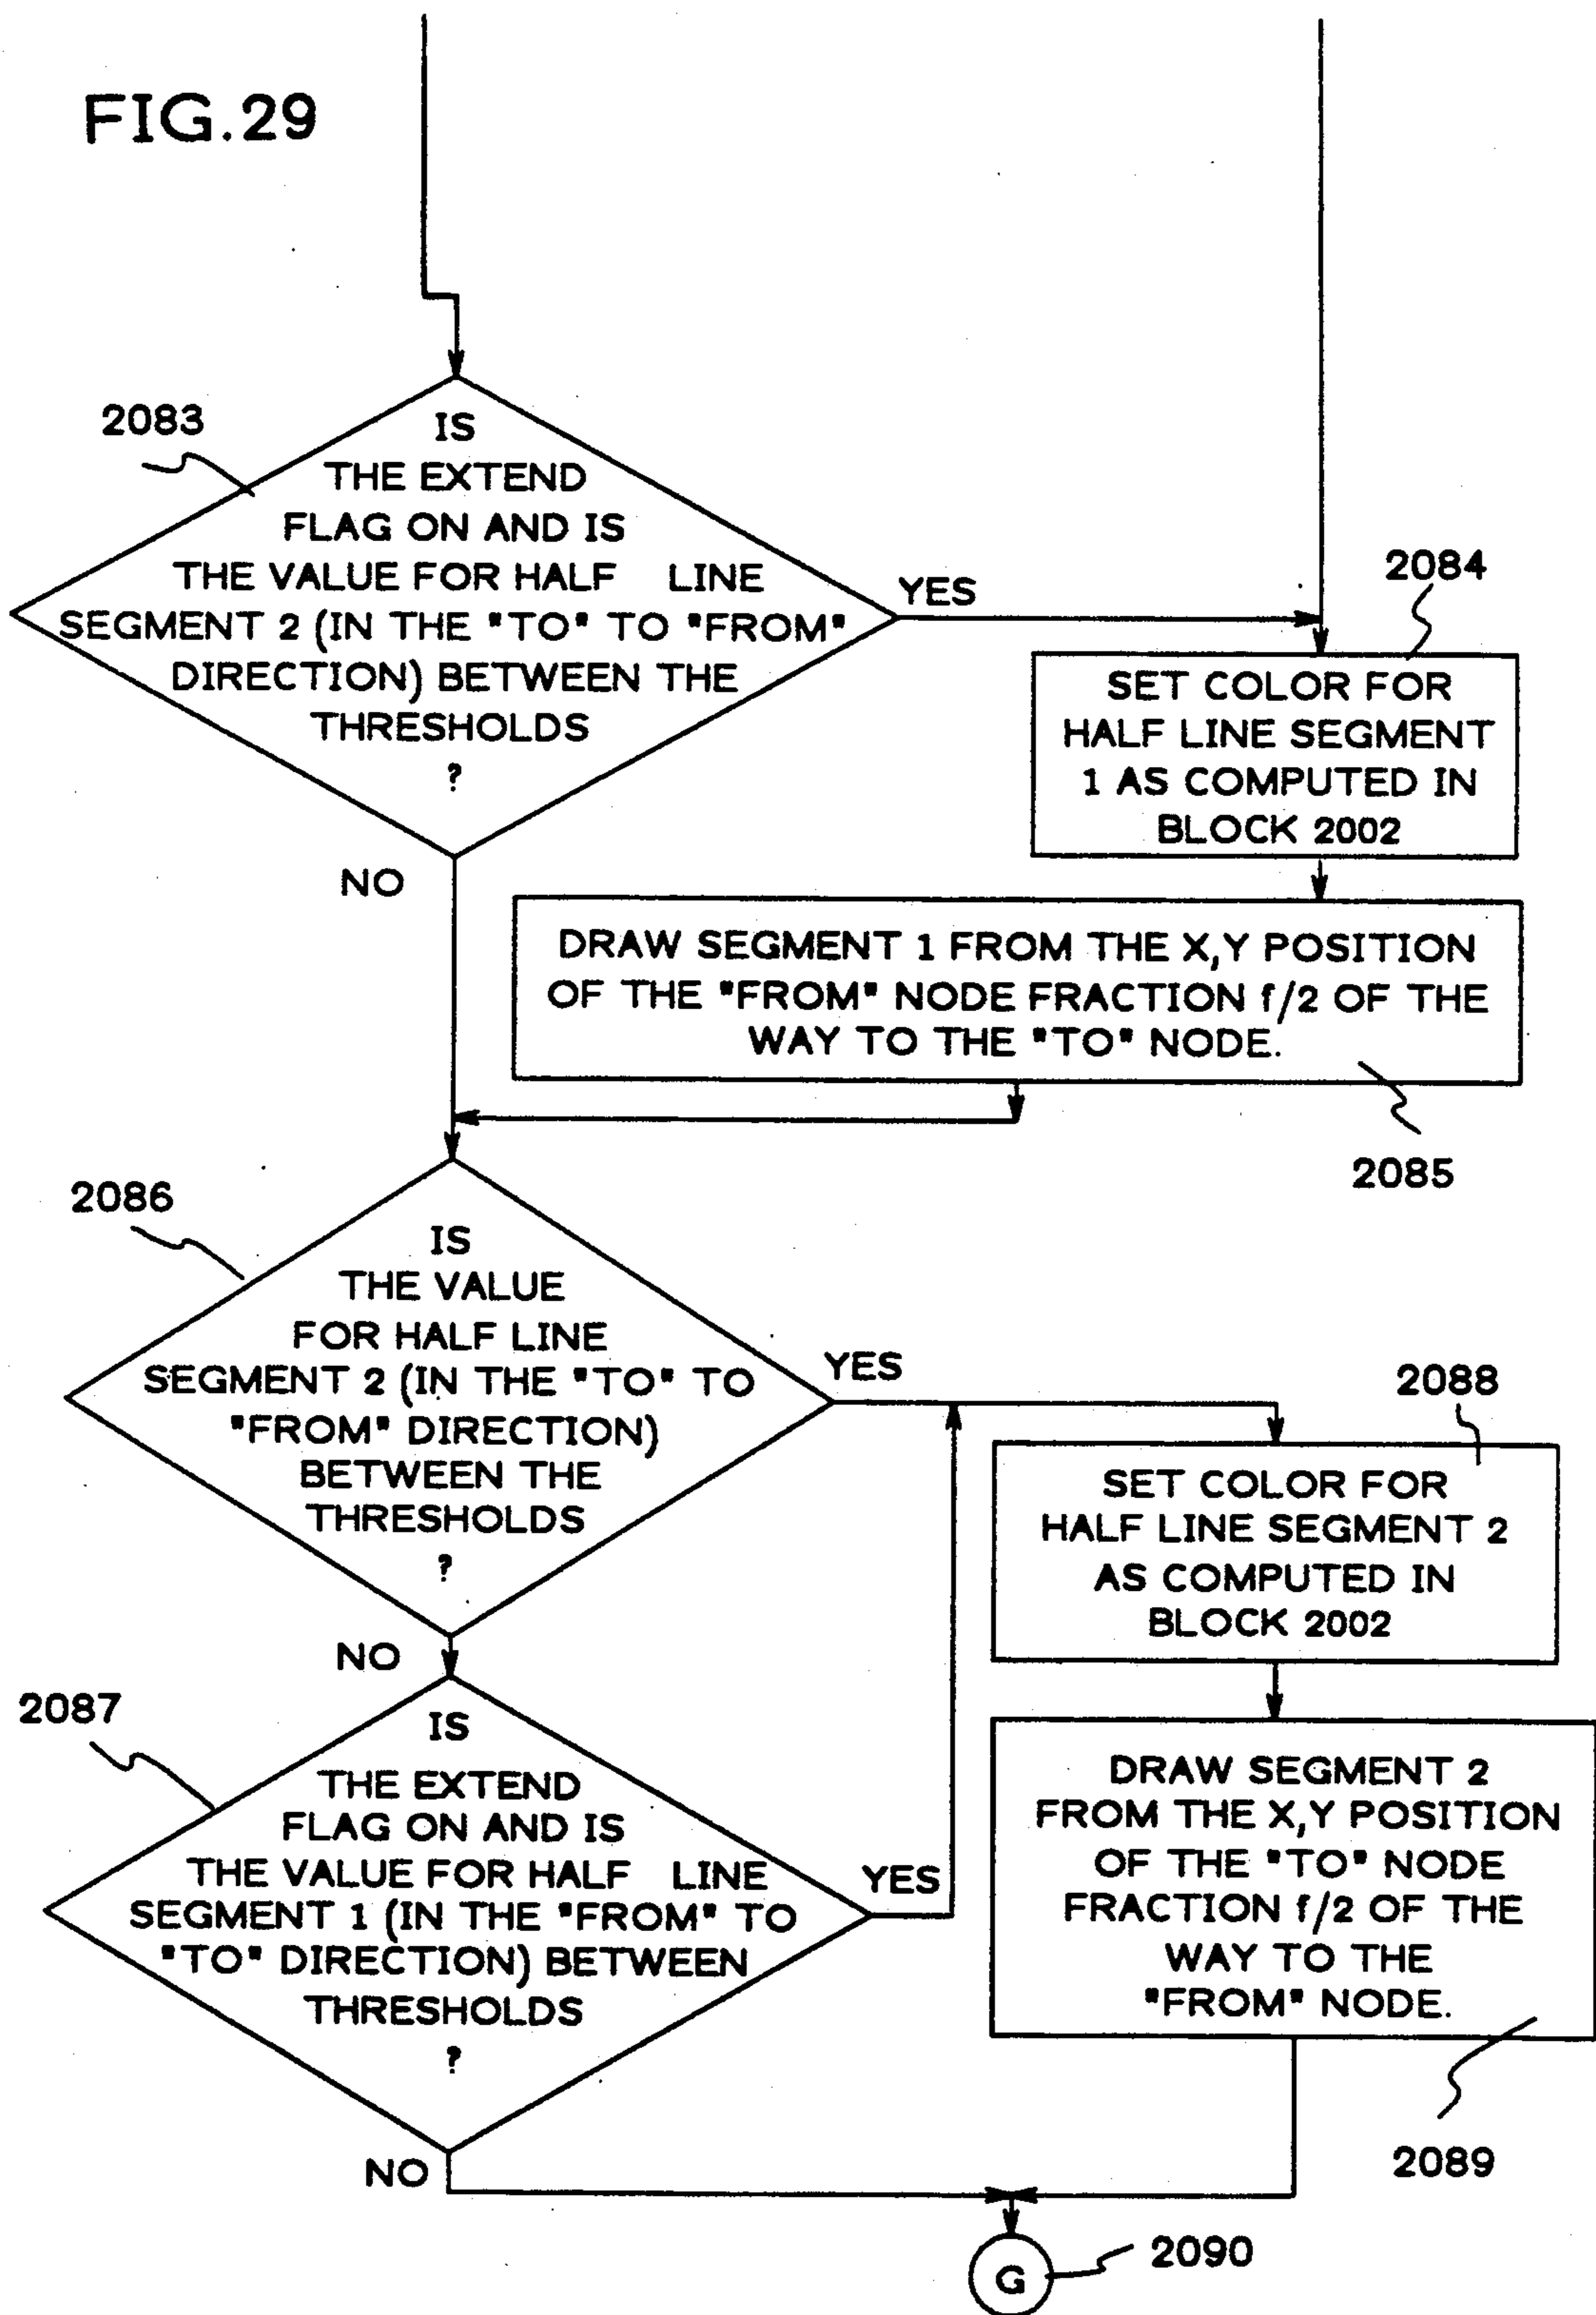 FIG.29
2083
IS
THE EXTEND
FLAG ON AND IS
THE VALUE FOR HALF LINE
SEGMENT 2 (IN THE "TO" TO "FROM"
DIRECTION) BETWEEN THE
THRESHOLDS
?
YES
NO
2084
SET COLOR FOR
HALF LINE SEGMENT
1 AS COMPUTED IN
BLOCK 2002
DRAW SEGMENT 1 FROM THE X,Y POSITION
OF THE "FROM" NODE FRACTION f/2 OF THE
WAY TO THE "TO" NODE.
2085
2086
IS
THE VALUE
FOR HALF LINE
SEGMENT 2 (IN THE "TO" TO
"FROM" DIRECTION)
BETWEEN THE
THRESHOLDS
?
YES
NO
2088
SET COLOR FOR
HALF LINE SEGMENT 2
AS COMPUTED IN
BLOCK 2002
2087
IS
THE EXTEND
FLAG ON AND IS
THE VALUE FOR HALF LINE
SEGMENT 1 (IN THE "FROM" TO
"TO" DIRECTION) BETWEEN
THRESHOLDS
?
YES
NO
DRAW SEGMENT 2
FROM THE X,Y POSITION
OF THE "TO" NODE
FRACTION f/2 OF THE
WAY TO THE
"FROM" NODE.
2089
G
2090